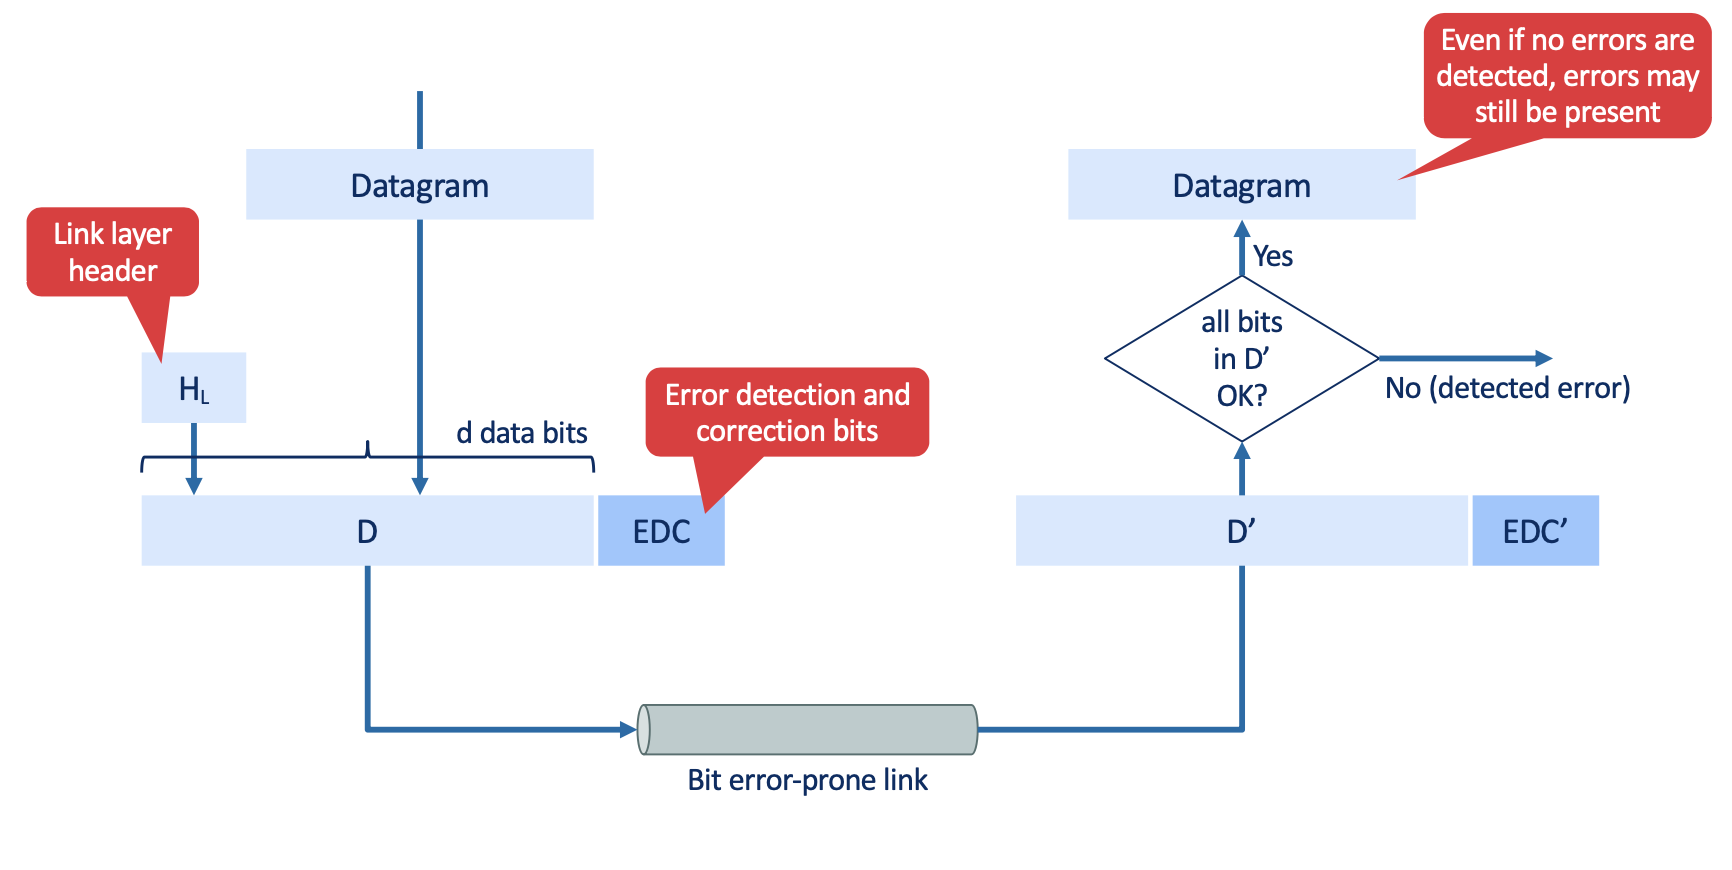 Even if no errors are
detected, errors may
still be present
Datagram
Datagram
Link layer
header
Yes
all bits
in D’
OK?
No (detected error)
HL
d data bits
Error detection and
correction bits
D
EDC
D’
EDC’
Bit error-prone link